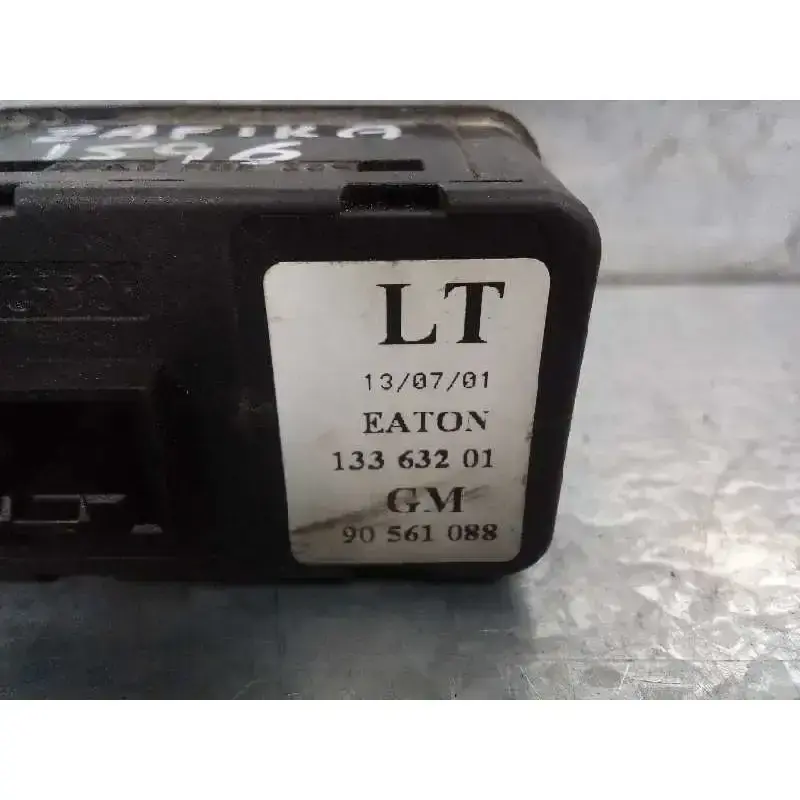 ZAFIRA
1596
LT
13/07/01
EATON
133 632 01
GM
90 561 088